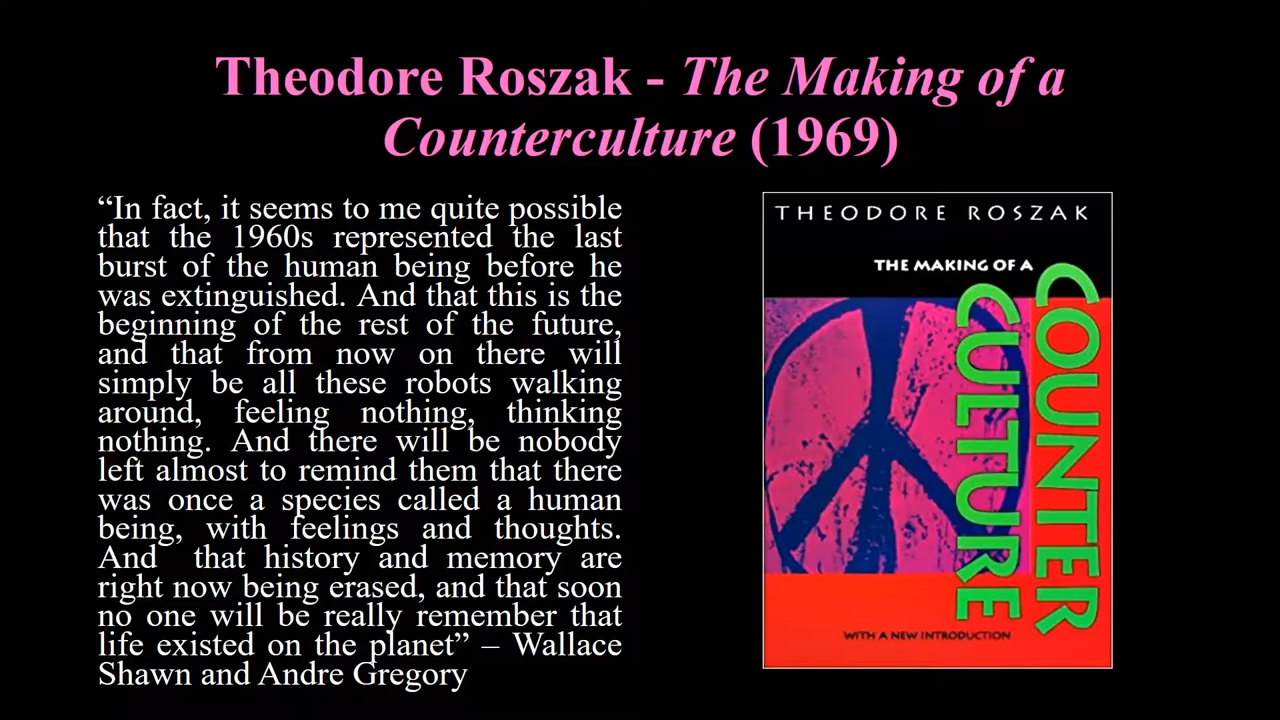 Theodore Roszak - The Making of a
Counterculture (1969)
“In fact, it seems to me quite possible
that the 1960s represented the last
burst of the human being before he
was extinguished. And that this is the
beginning of the rest of the future,
and that from now on there will
simply be all these robots walking
around, feeling nothing, thinking
nothing. And there will be nobody
left almost to remind them that there
was once a species called a human
being, with feelings and thoughts.
And that history and memory are
right now being erased, and that soon
no one will be really remember that
life existed on the planet” – Wallace
Shawn and Andre Gregory
THEODORE ROSZAK
THE MAKING OF A
COUNTER
CULTURE
WITH A NEW INTRODUCTION